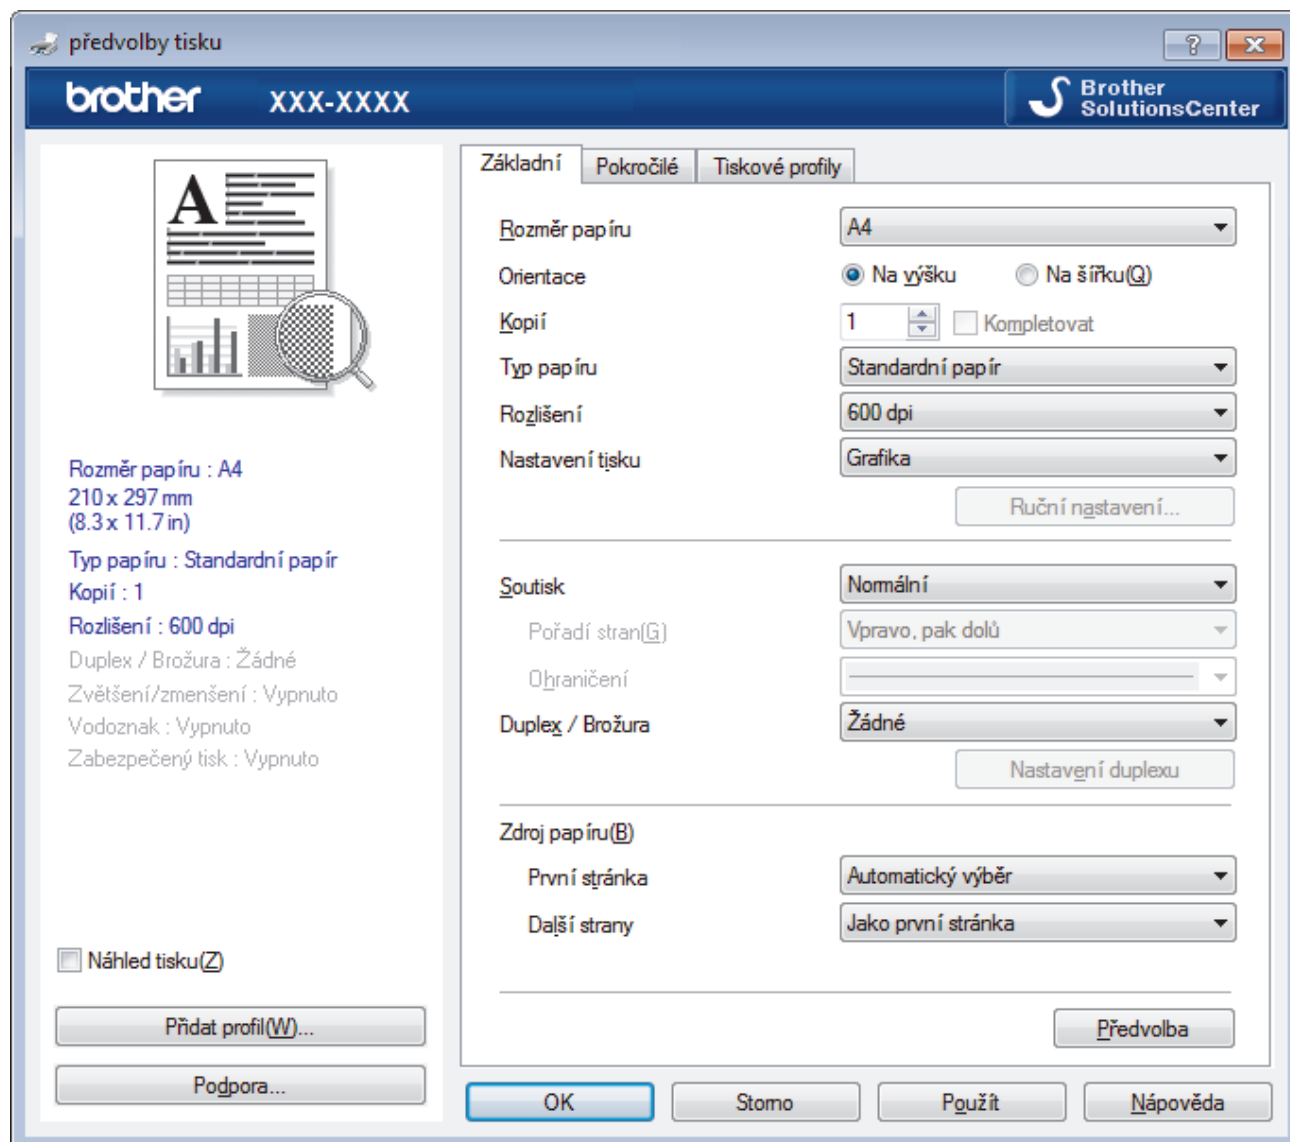 předvolby tisku
brother XXX-XXXX
Brother
SolutionsCenter
A
Rozměr papíru : A4
210 x 297 mm
(8.3 x 11.7 in)
Typ papíru : Standardní papír
Kopií : 1
Rozlišení : 600 dpi
Duplex / Brožura : Žádné
Zvětšení/zmenšení : Vypnuto
Vodoznak : Vypnuto
Zabezpečený tisk : Vypnuto
Náhled tisku(Z)
Přidat profil(W)...
Podpora...
Základní Pokročilé Tiskové profily
Rozměr papíru A4
Orientace Na výšku Na šířku(Q)
Kopií 1 Kompletovat
Typ papíru Standardní papír
Rozlišení 600 dpi
Nastavení tisku Grafika
Ruční nastavení...
Soutisk Normální
Pořadí stran(G) Vpravo, pak dolů
Ohraničení
Duplex / Brožura Žádné
Nastavení duplexu
Zdroj papíru(B)
První stránka Automatický výběr
Další strany Jako první stránka
Předvolba
OK Storno Použít Nápověda